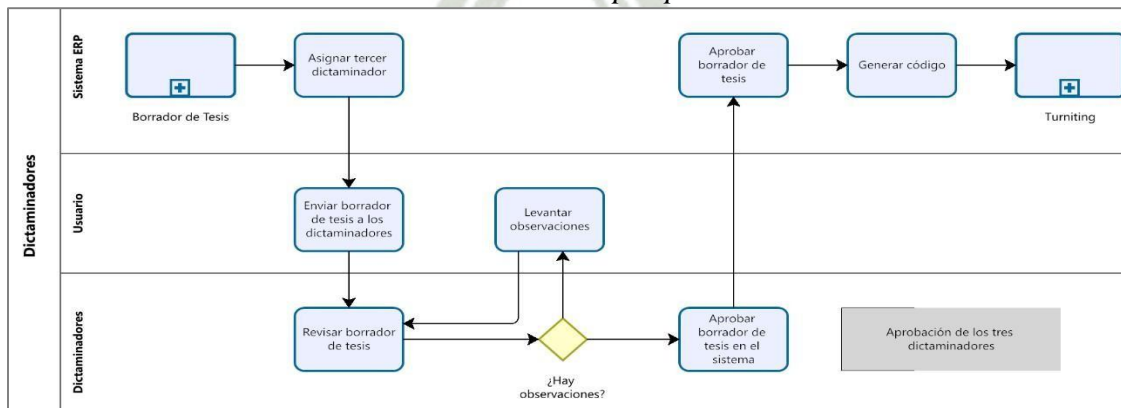 Dictaminadores
Sistema ERP
Borrador de Tesis
Asignar tercer
dictaminador
Aprobar
borrador de
tesis
Generar código
Turniting
Usuario
Enviar borrador
de tesis a los
dictaminadores
Levantar
observaciones
Dictaminadores
Revisar borrador
de tesis
¿Hay
observaciones?
Aprobar
borrador de
tesis en el
sistema
Aprobación de los tres
dictaminadores